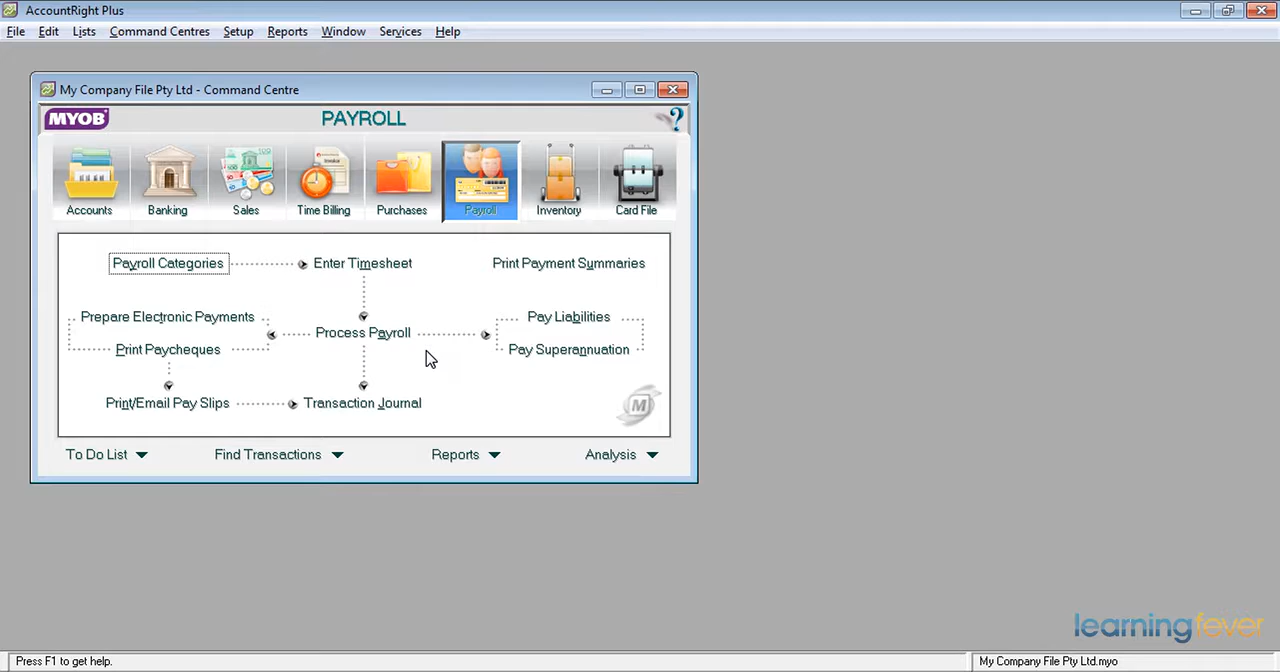 AccountRight Plus
File Edit Lists Command Centres Setup Reports Window Services Help
My Company File Pty Ltd - Command Centre
MYOB PAYROLL ?
Accounts Banking Sales Time Billing Purchases Payroll Inventory Card File
Payroll Categories Enter Timesheet Print Payment Summaries
Prepare Electronic Payments Pay Liabilities
Process Payroll
Print Paycheques Pay Superannuation
Print/Email Pay Slips Transaction Journal
M
To Do List Find Transactions Reports Analysis
learningfever
Press F1 to get help. My Company File Pty Ltd.myo